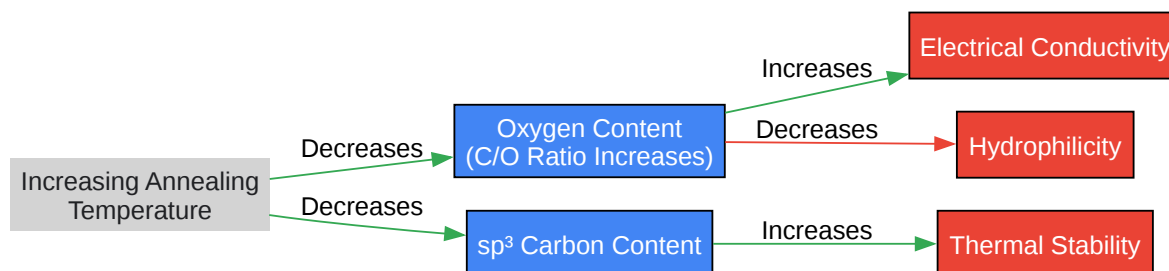 Increasing Annealing
Temperature
Decreases
Decreases
Oxygen Content
(C/O Ratio Increases)
sp³ Carbon Content
Increases
Decreases
Increases
Electrical Conductivity
Hydrophilicity
Thermal Stability